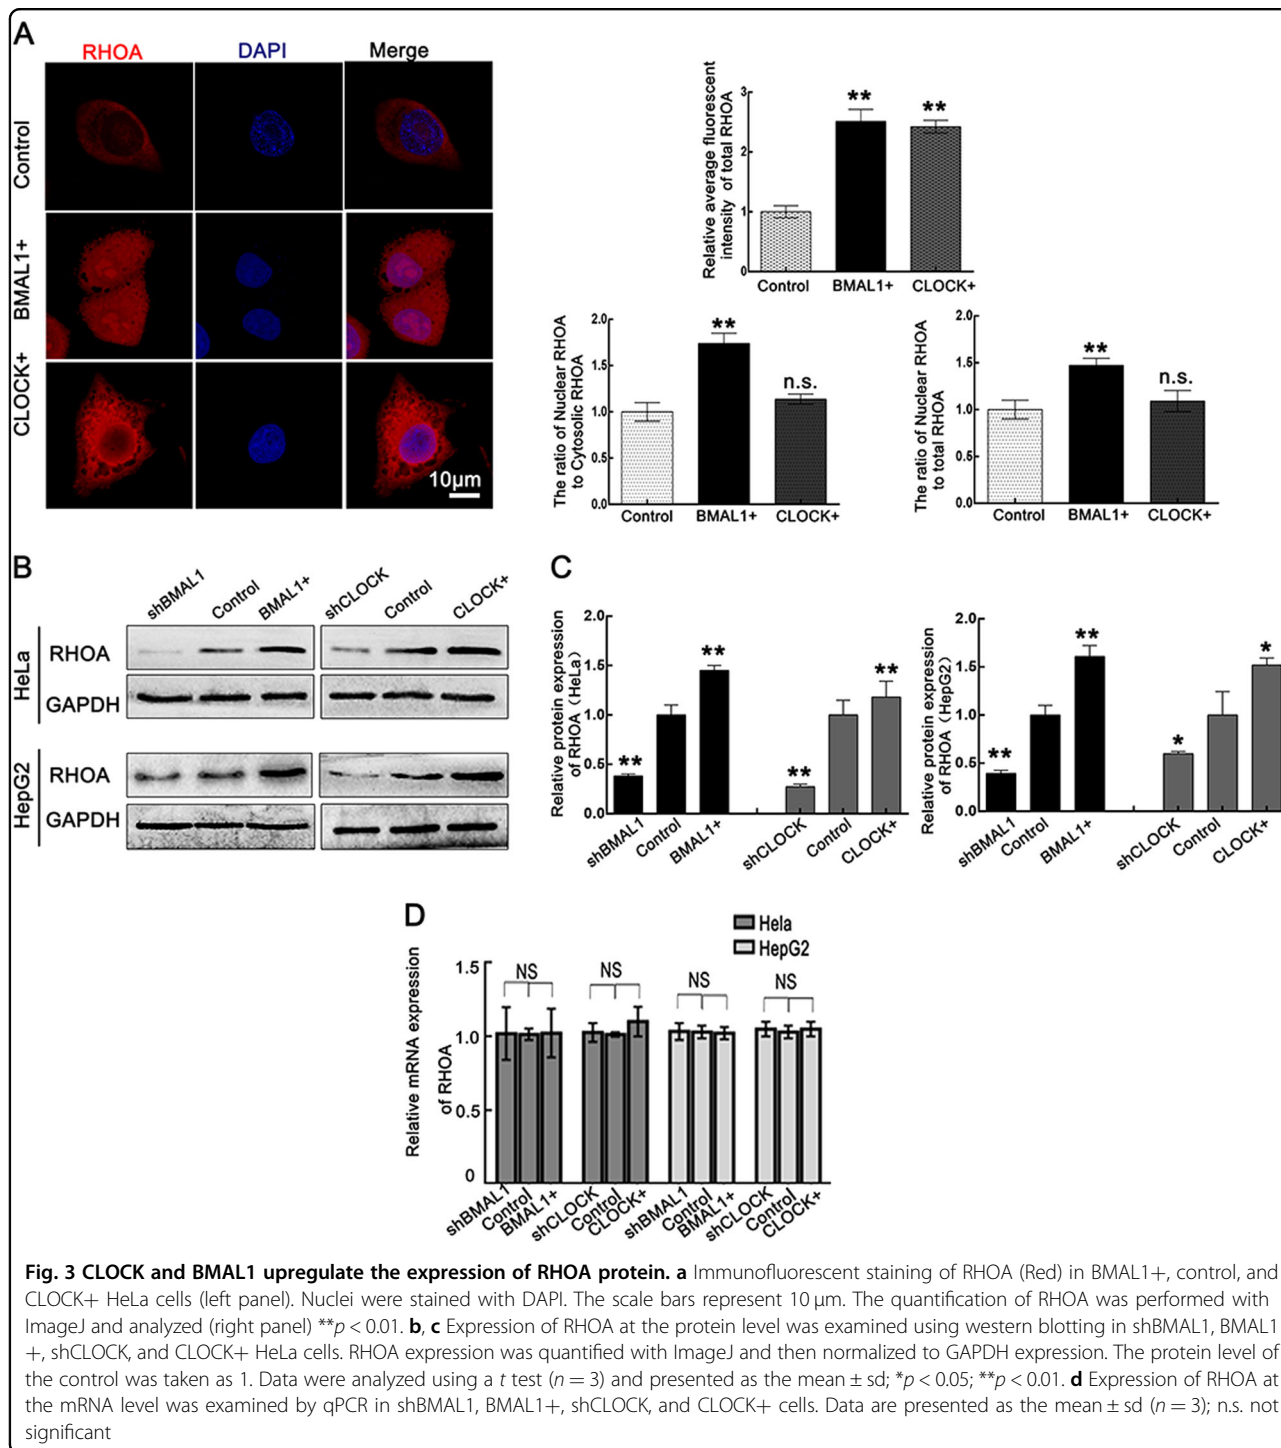 A
RHOA DAPI Merge
Control
BMAL1+
CLOCK+
10μm
Relative average fluorescent
intensity of total RHOA
3
2
1
0
** **
Control BMAL1+ CLOCK+
The ratio of Nuclear RHOA
to Cytosolic RHOA
2.0
1.5
1.0
0.5
0.0
**
n.s.
Control BMAL1+ CLOCK+
The ratio of Nuclear RHOA
to total RHOA
2.0
1.5
1.0
0.5
0.0
**
n.s.
Control BMAL1+ CLOCK+
B
shBMAL1 Control BMAL1+ shCLOCK Control CLOCK+
HeLa
RHOA
GAPDH
HepG2
RHOA
GAPDH
C
Relative protein expression
of RHOA (HeLa)
2.0
1.5
1.0
0.5
0.0
** ** ** **
shBMAL1 Control BMAL1+ shCLOCK Control CLOCK+
Relative protein expression
of RHOA (HepG2)
2.0
1.5
1.0
0.5
0.0
** ** * *
shBMAL1 Control BMAL1+ shCLOCK Control CLOCK+
D
Hela
HepG2
Relative mRNA expression
of RHOA
1.5
1.0
0.5
0
NS NS NS NS
shBMAL1 Control BMAL1+ shCLOCK Control CLOCK+ shBMAL1 Control BMAL1+ shCLOCK Control CLOCK+
Fig. 3 CLOCK and BMAL1 upregulate the expression of RHOA protein. a Immunofluorescent staining of RHOA (Red) in BMAL1+, control, and
CLOCK+ HeLa cells (left panel). Nuclei were stained with DAPI. The scale bars represent 10 μm. The quantification of RHOA was performed with
ImageJ and analyzed (right panel) **p < 0.01. b, c Expression of RHOA at the protein level was examined using western blotting in shBMAL1, BMAL1
+, shCLOCK, and CLOCK+ HeLa cells. RHOA expression was quantified with ImageJ and then normalized to GAPDH expression. The protein level of
the control was taken as 1. Data were analyzed using a t test (n = 3) and presented as the mean ± sd; *p < 0.05; **p < 0.01. d Expression of RHOA at
the mRNA level was examined by qPCR in shBMAL1, BMAL1+, shCLOCK, and CLOCK+ cells. Data are presented as the mean ± sd (n = 3); n.s. not
significant